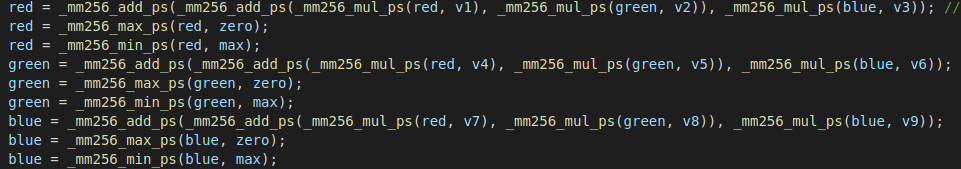 red = _mm256_add_ps(_mm256_add_ps(_mm256_mul_ps(red, v1), _mm256_mul_ps(green, v2)), _mm256_mul_ps(blue, v3)); //
red = _mm256_max_ps(red, zero);
red = _mm256_min_ps(red, max);
green = _mm256_add_ps(_mm256_add_ps(_mm256_mul_ps(red, v4), _mm256_mul_ps(green, v5)), _mm256_mul_ps(blue, v6));
green = _mm256_max_ps(green, zero);
green = _mm256_min_ps(green, max);
blue = _mm256_add_ps(_mm256_add_ps(_mm256_mul_ps(red, v7), _mm256_mul_ps(green, v8)), _mm256_mul_ps(blue, v9));
blue = _mm256_max_ps(blue, zero);
blue = _mm256_min_ps(blue, max);